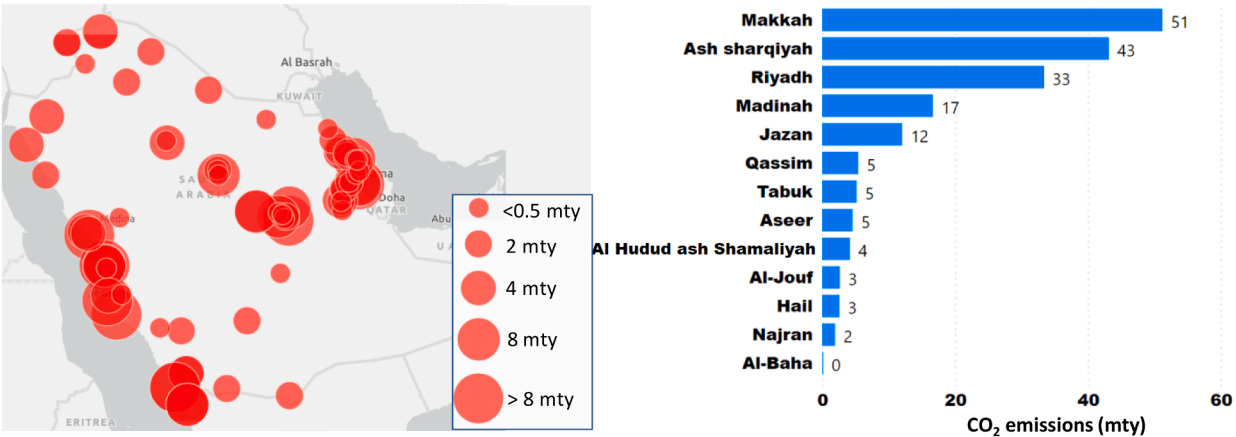 Al Basrah
KUWAIT
Medina
Doha
QATAR
ERITREA
<0.5 mty
2 mty
4 mty
8 mty
> 8 mty
Makkah 51
Ash sharqiyah 43
Riyadh 33
Madinah 17
Jazan 12
Qassim 5
Tabuk 5
Aseer 5
Al Hudud ash Shamaliyah 4
Al-Jouf 3
Hail 3
Najran 2
Al-Baha 0
0 20 40 60
CO₂ emissions (mty)